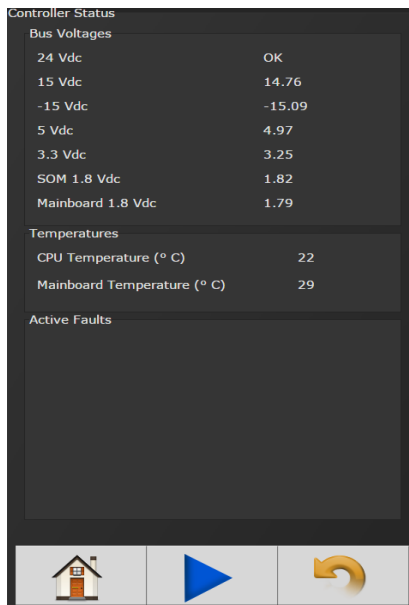 Controller Status
Bus Voltages
24 Vdc OK
15 Vdc 14.76
-15 Vdc -15.09
5 Vdc 4.97
3.3 Vdc 3.25
SOM 1.8 Vdc 1.82
Mainboard 1.8 Vdc 1.79
Temperatures
CPU Temperature (º C) 22
Mainboard Temperature (º C) 29
Active Faults